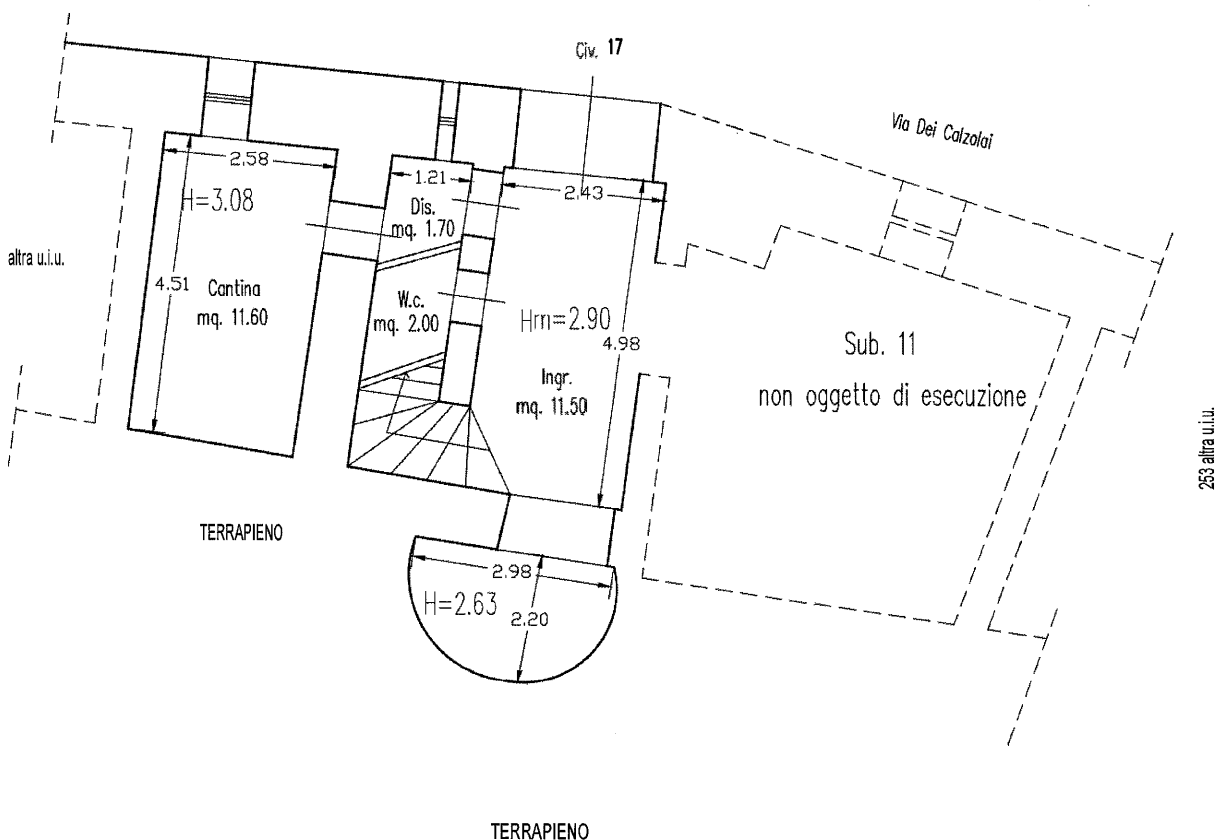 Civ. 17
Via Dei Calzolai
2.58
1.21
2.43
H=3.08
Dis.
mq. 1.70
altra u.i.u.
4.51
Cantina
mq. 11.60
W.c.
mq. 2.00
Hm=2.90
4.98
Ingr.
mq. 11.50
Sub. 11
non oggetto di esecuzione
253 altra u.i.u.
TERRAPIENO
2.98
H=2.63
2.20
TERRAPIENO